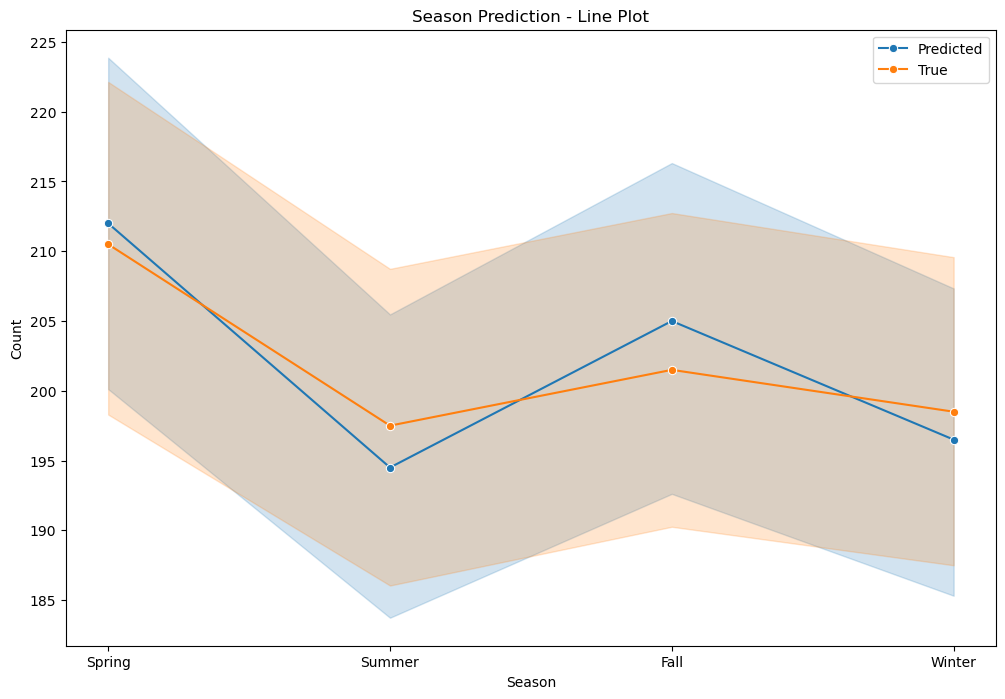 Season Prediction - Line Plot
Predicted
True
225
220
215
210
205
200
195
190
185
Count
Spring Summer Fall Winter
Season